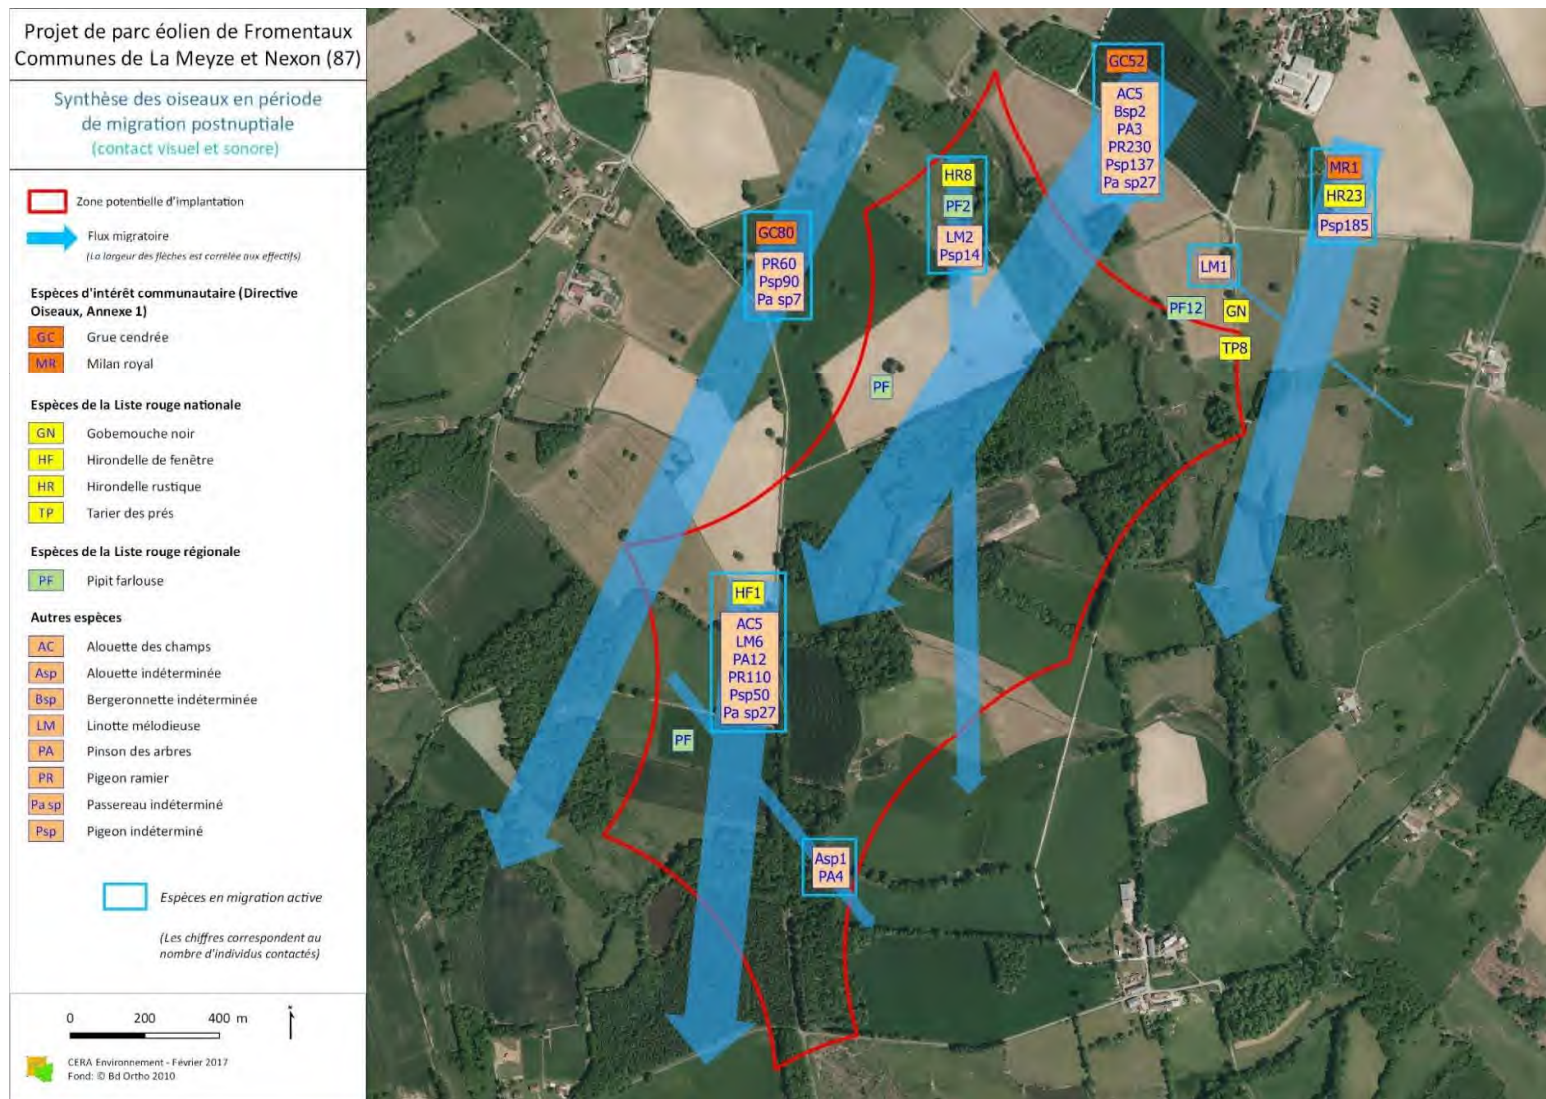 Projet de parc éolien de Fromentaux
Communes de La Meyze et Nexon (87)
Synthèse des oiseaux en période
de migration postnuptiale
(contact visuel et sonore)
Zone potentielle d'implantation
Flux migratoire
(La largeur des flèches est corrélée aux effectifs)
Espèces d'intérêt communautaire (Directive
Oiseaux, Annexe 1)
GC Grue cendrée
MR Milan royal
Espèces de la Liste rouge nationale
GN Gobemouche noir
HF Hirondelle de fenêtre
HR Hirondelle rustique
TP Tarier des prés
Espèces de la Liste rouge régionale
PF Pipit farlouse
Autres espèces
AC Alouette des champs
Asp Alouette indéterminée
Bsp Bergeronnette indéterminée
LM Linotte mélodieuse
PA Pinson des arbres
PR Pigeon ramier
Pa sp Passereau indéterminé
Psp Pigeon indéterminé
Espèces en migration active
(Les chiffres correspondent au
nombre d'individus contactés)
0 200 400 m
CERA Environnement - Février 2017
Fond: © Bd Ortho 2010
GC52
AC5
Bsp2
PA3
PR230
Psp137
Pa sp27
MR1
HR23
Psp185
HR8
PF2
LM2
Psp14
GC80
PR60
Psp90
Pa sp7
LM1
PF12
GN
TP8
PF
HF1
AC5
LM6
PA12
PR110
Psp50
Pa sp27
PF
Asp1
PA4